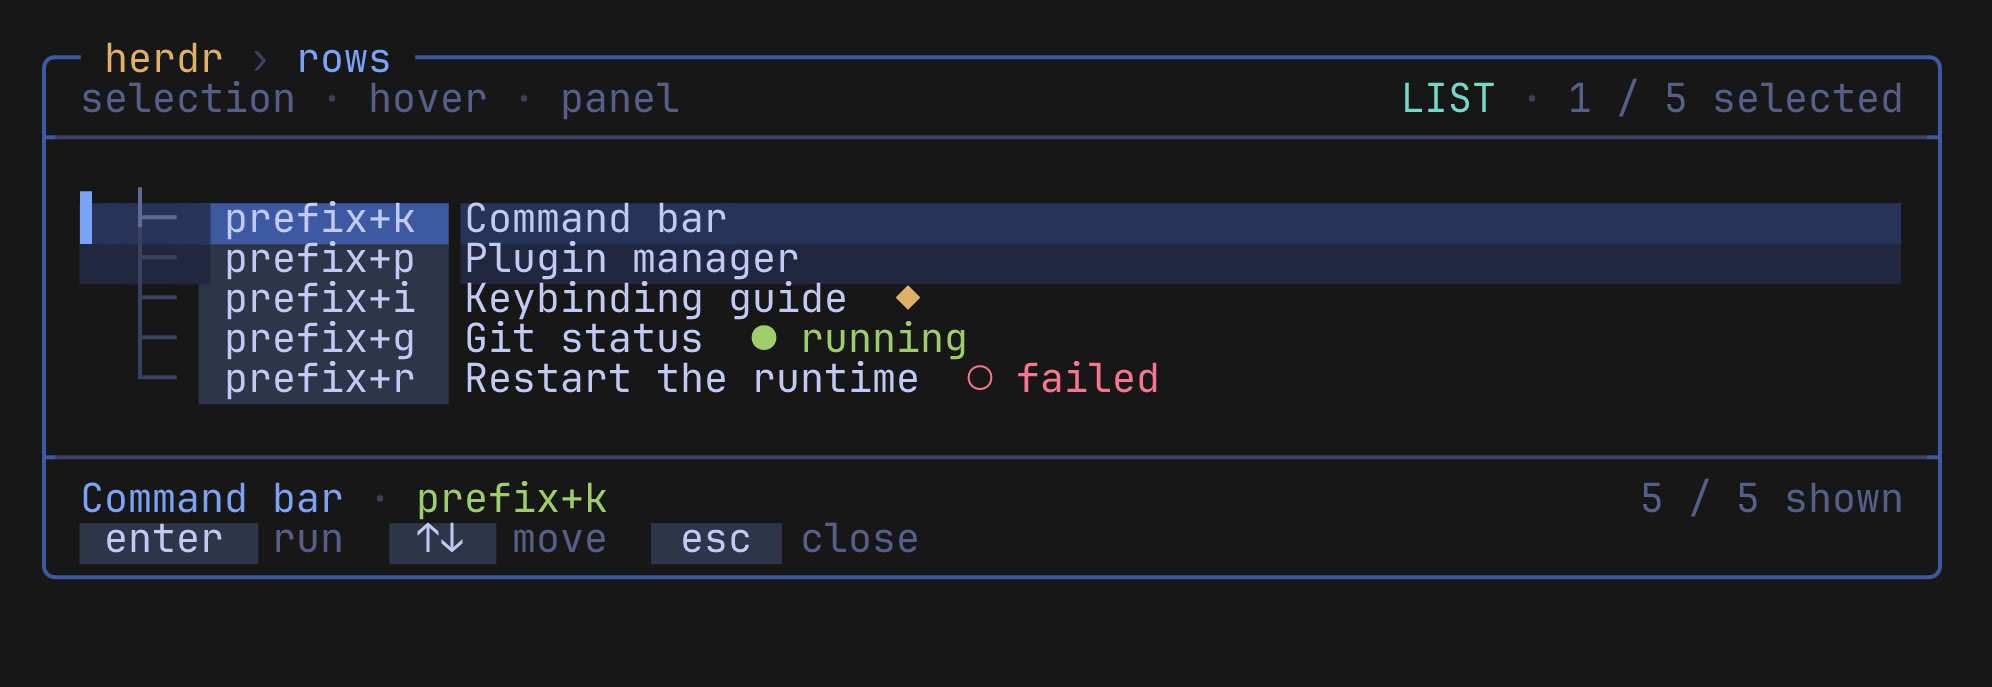 herdr › rows
selection · hover · panel LIST · 1 / 5 selected
prefix+k Command bar
prefix+p Plugin manager
prefix+i Keybinding guide ◆
prefix+g Git status ● running
prefix+r Restart the runtime ○ failed
Command bar · prefix+k 5 / 5 shown
enter run ↑↓ move esc close